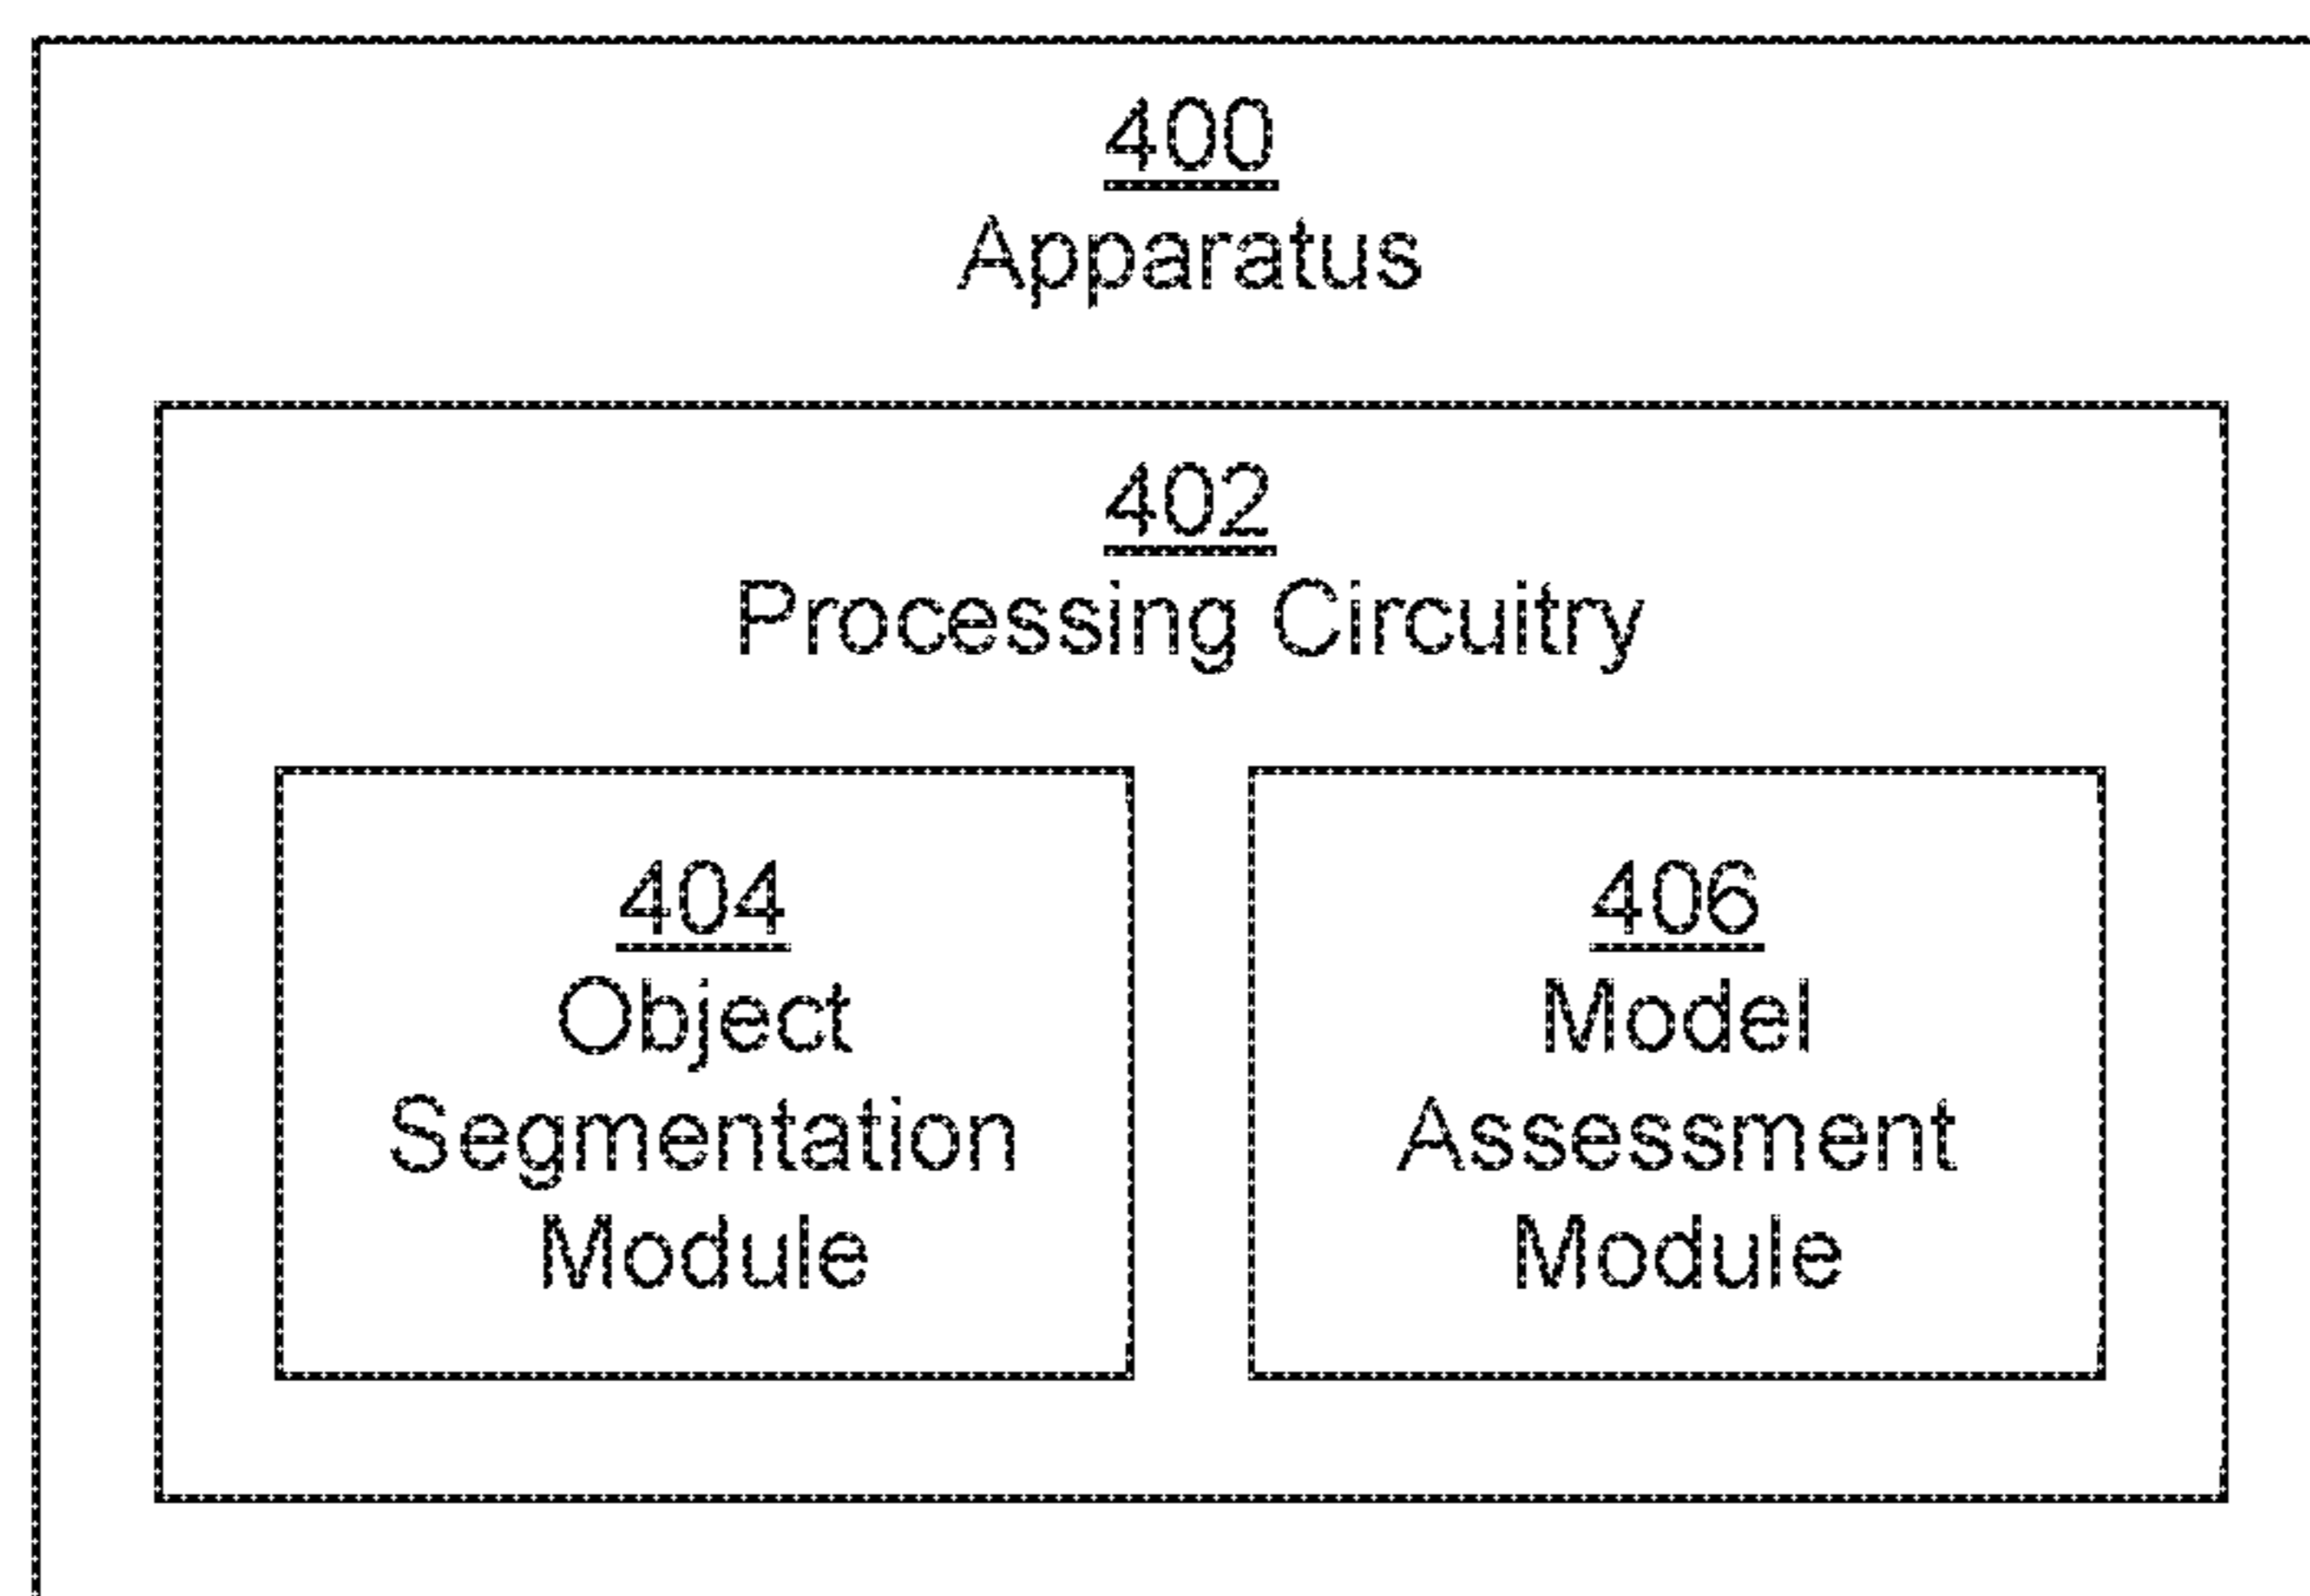 400
Apparatus
402
Processing Circuitry
404
Object
Segmentation
Module
406
Model
Assessment
Module